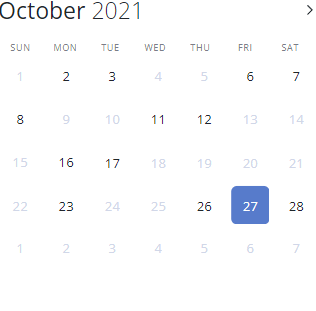 October 2021
SUN MON TUE WED THU FRI SAT
1 2 3 4 5 6 7
8 9 10 11 12 13 14
15 16 17 18 19 20 21
22 23 24 25 26 27 28
1 2 3 4 5 6 7